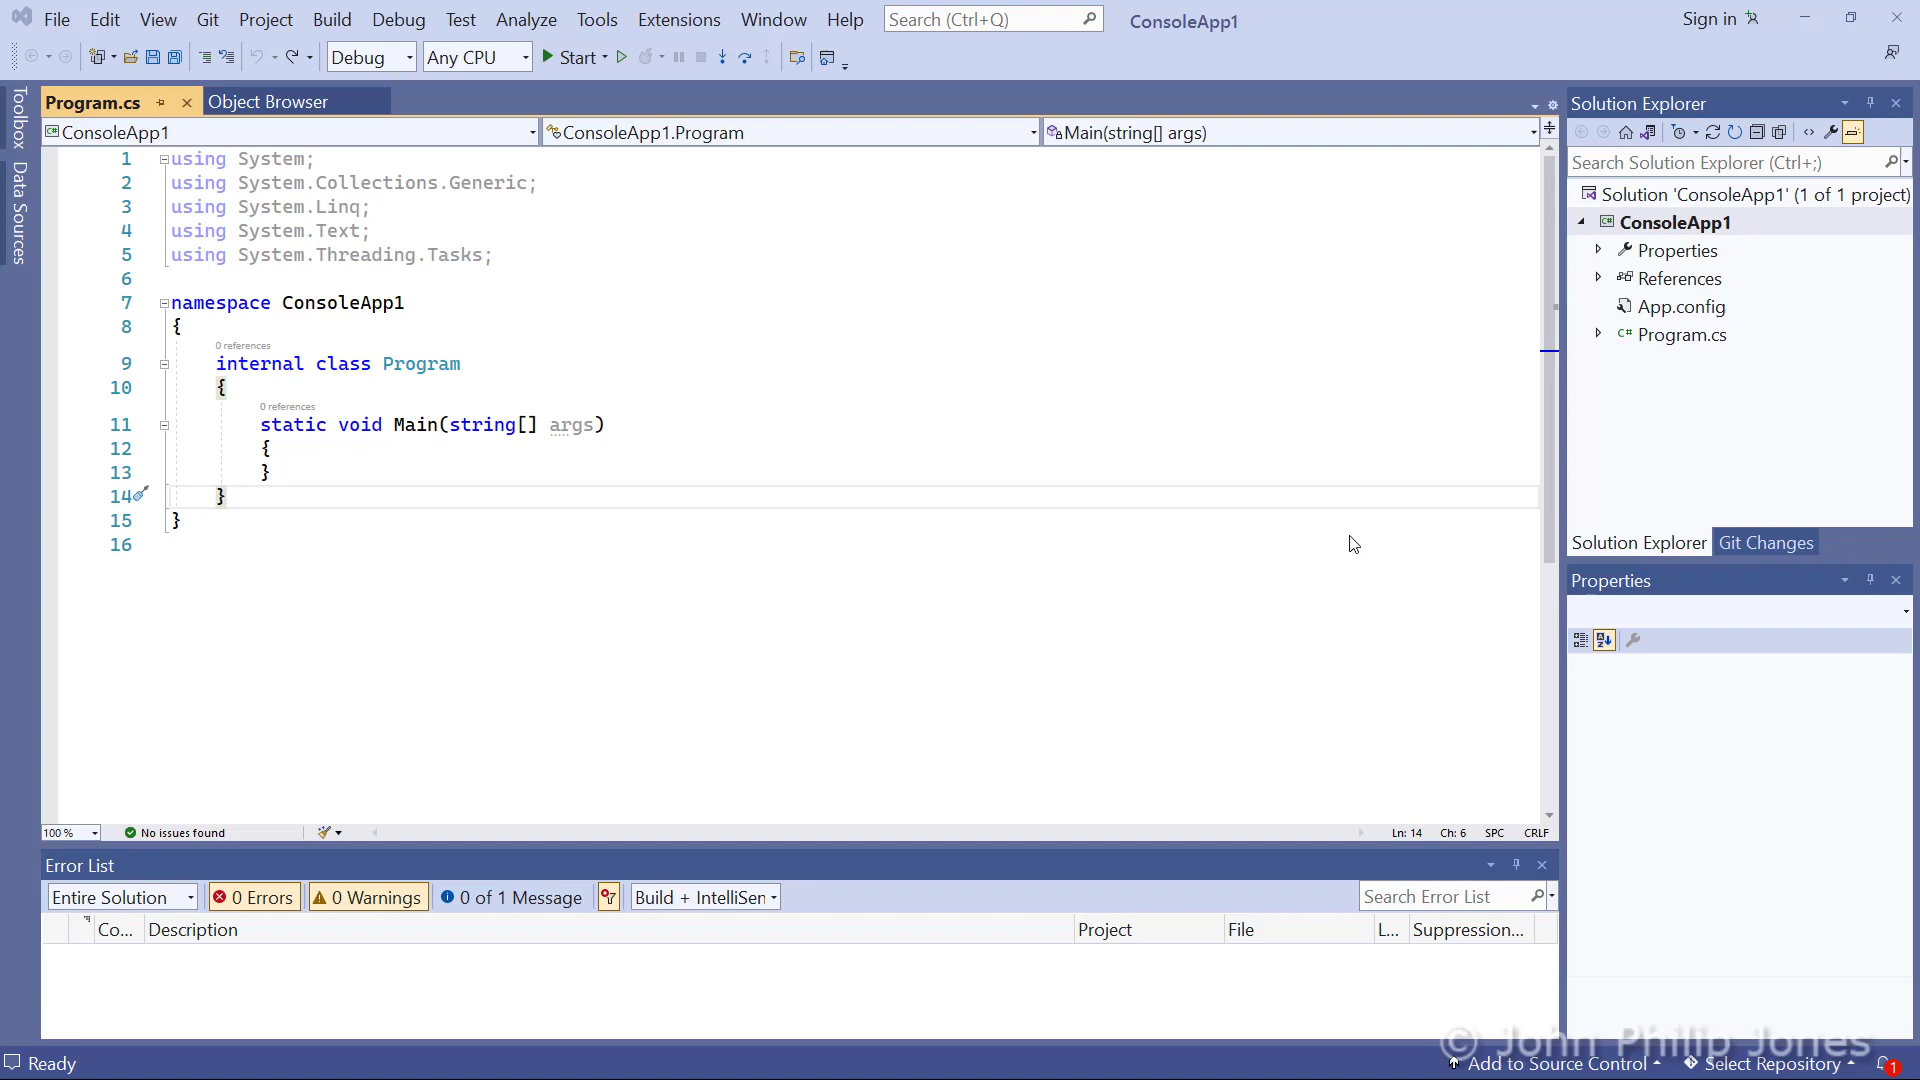 File Edit View Git Project Build Debug Test Analyze Tools Extensions Window Help Search (Ctrl+Q) ConsoleApp1 Sign in
Debug Any CPU Start
Toolbox
Data Sources
Program.cs Object Browser
ConsoleApp1 ConsoleApp1.Program Main(string[] args)
1 using System;
2 using System.Collections.Generic;
3 using System.Linq;
4 using System.Text;
5 using System.Threading.Tasks;
6
7 namespace ConsoleApp1
8 {
0 references
9 internal class Program
10 {
0 references
11 static void Main(string[] args)
12 {
13 }
14 }
15 }
16
100 % No issues found Ln: 14 Ch: 6 SPC CRLF
Solution Explorer
Search Solution Explorer (Ctrl+;)
Solution 'ConsoleApp1' (1 of 1 project)
ConsoleApp1
Properties
References
App.config
C# Program.cs
Solution Explorer Git Changes
Properties
Error List
Entire Solution 0 Errors 0 Warnings 0 of 1 Message Build + IntelliSen Search Error List
Co... Description Project File L... Suppression...
© John Philip Jones
Ready Add to Source Control Select Repository 1